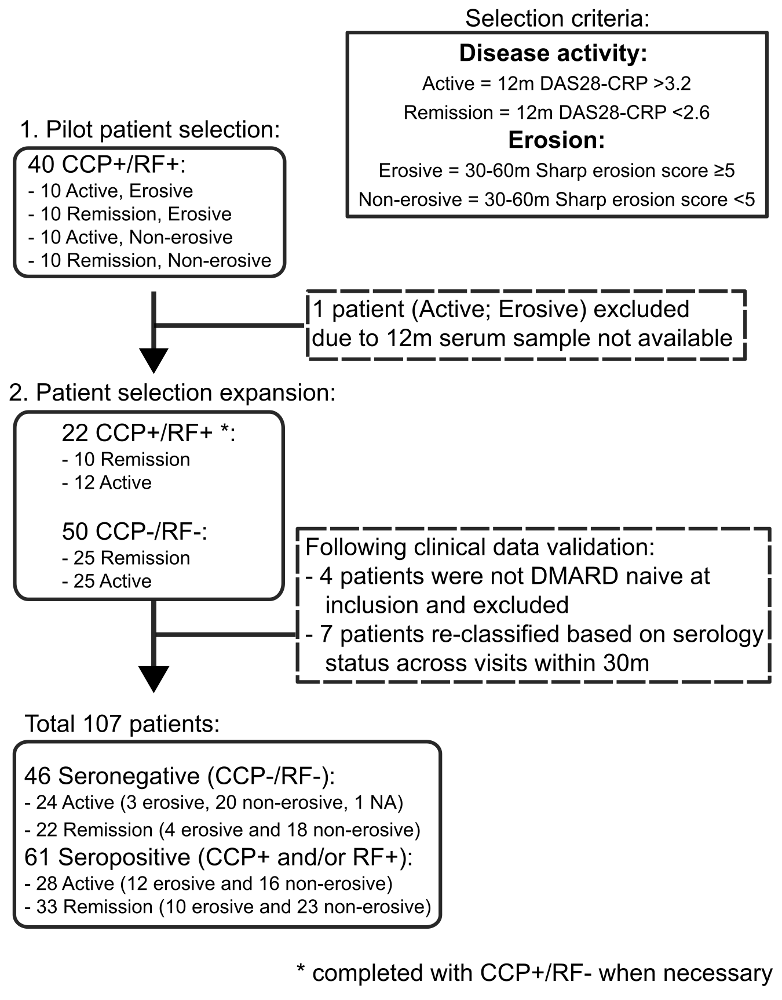 Selection criteria:
Disease activity:
Active = 12m DAS28-CRP >3.2
Remission = 12m DAS28-CRP <2.6
Erosion:
Erosive = 30-60m Sharp erosion score ≥5
Non-erosive = 30-60m Sharp erosion score <5
1. Pilot patient selection:
40 CCP+/RF+:
- 10 Active, Erosive
- 10 Remission, Erosive
- 10 Active, Non-erosive
- 10 Remission, Non-erosive
1 patient (Active; Erosive) excluded
due to 12m serum sample not available
2. Patient selection expansion:
22 CCP+/RF+ *:
- 10 Remission
- 12 Active
50 CCP-/RF-:
- 25 Remission
- 25 Active
Following clinical data validation:
- 4 patients were not DMARD naive at
inclusion and excluded
- 7 patients re-classified based on serology
status across visits within 30m
Total 107 patients:
46 Seronegative (CCP-/RF-):
- 24 Active (3 erosive, 20 non-erosive, 1 NA)
- 22 Remission (4 erosive and 18 non-erosive)
61 Seropositive (CCP+ and/or RF+):
- 28 Active (12 erosive and 16 non-erosive)
- 33 Remission (10 erosive and 23 non-erosive)
* completed with CCP+/RF- when necessary